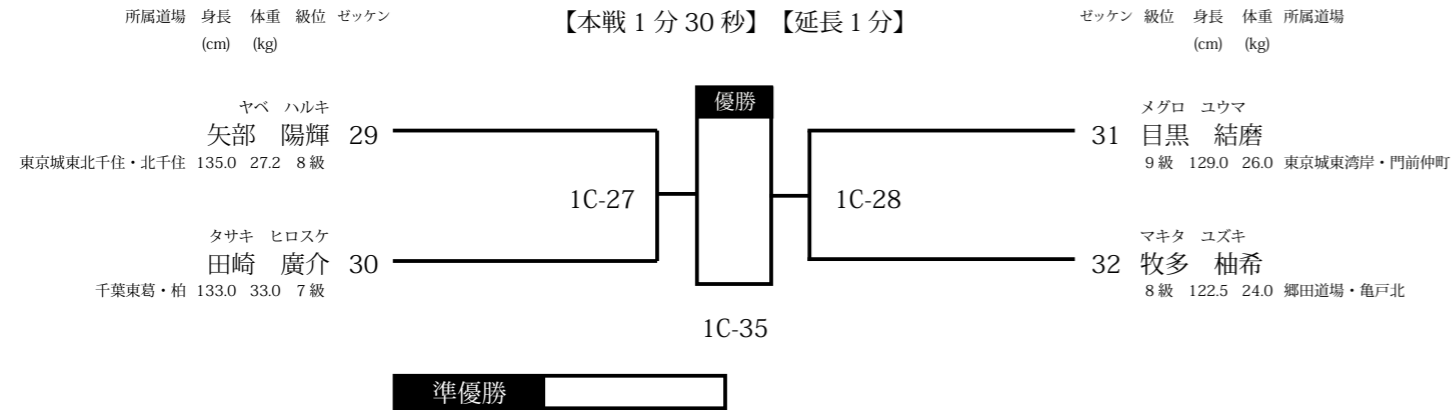 所属道場 身長 体重 級位 ゼッケン 【本戦1分30秒】【延長1分】 ゼッケン 級位 身長 体重 所属道場
(cm) (kg) (cm) (kg)
ヤベ ハルキ
矢部 陽輝 29
東京城東北千住・北千住 135.0 27.2 8級
1C-27
タサキ ヒロスケ
田崎 廣介 30
千葉東葛・柏 133.0 33.0 7級
優勝
1C-35
メグロ ユウマ
31 目黒 結磨
9級 129.0 26.0 東京城東湾岸・門前仲町
1C-28
マキタ ユズキ
32 牧多 柚希
8級 122.5 24.0 郷田道場・亀戸北
準優勝